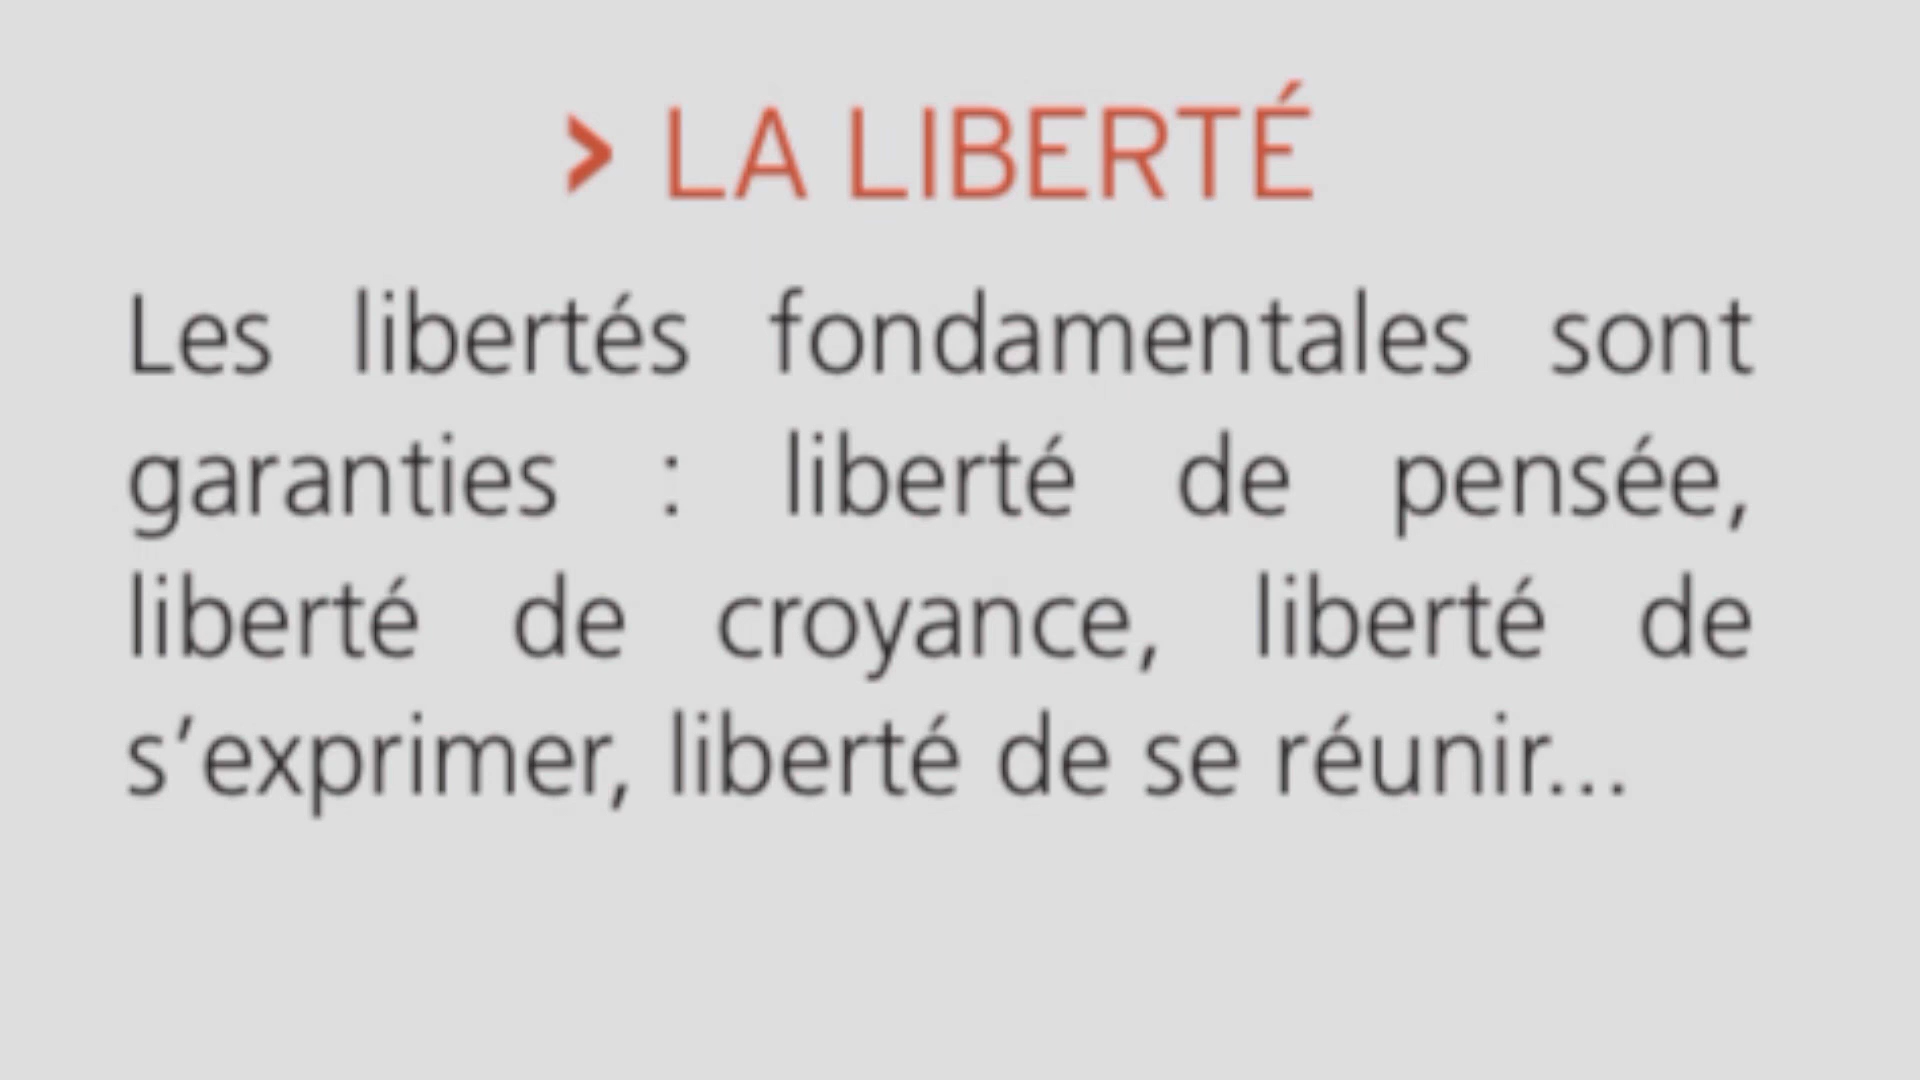 > LA LIBERTÉ
Les libertés fondamentales sont
garanties : liberté de pensée,
liberté de croyance, liberté de
s’exprimer, liberté de se réunir...